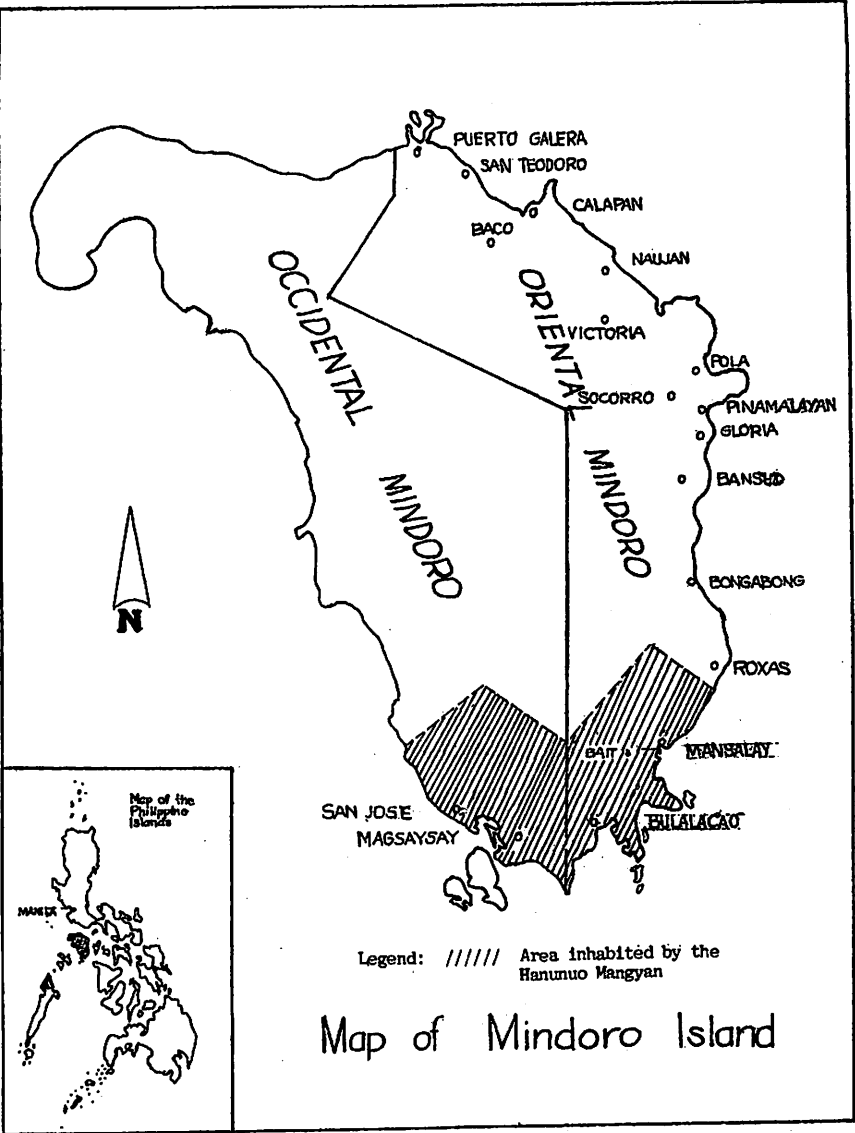 PUERTO GALERA
SAN TEODORO
CALAPAN
BACO
NAUJAN
OCCIDENTAL
ORIENTAL
VICTORIA
POLA
SOCORRO
PINAMALAYAN
GLORIA
MINDORO
MINDORO
BANSUD
BONGABONG
N
ROXAS
BAIT
MANSALAY
SAN JOSE
MAGSAYSAY
BULALACAO
Map of the
Philippine
Islands
MANILA
Legend: ////// Area inhabited by the
Hanunuo Mangyan
Map of Mindoro Island